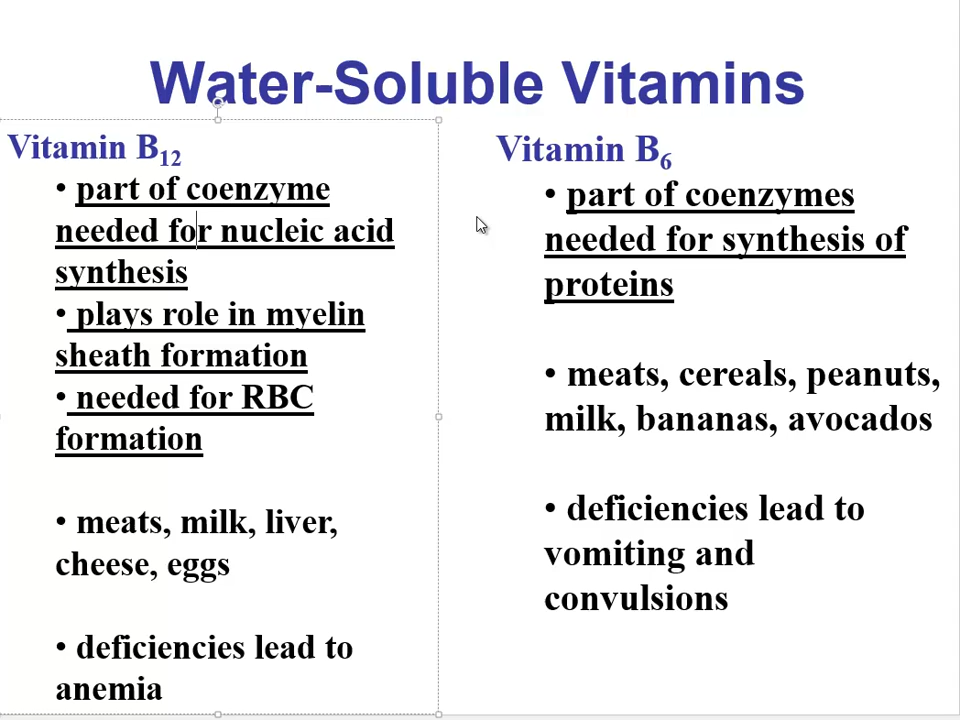 Water-Soluble Vitamins
Vitamin B12
• part of coenzyme
needed for nucleic acid
synthesis
• plays role in myelin
sheath formation
• needed for RBC
formation
• meats, milk, liver,
cheese, eggs
• deficiencies lead to
anemia
Vitamin B6
• part of coenzymes
needed for synthesis of
proteins
• meats, cereals, peanuts,
milk, bananas, avocados
• deficiencies lead to
vomiting and
convulsions